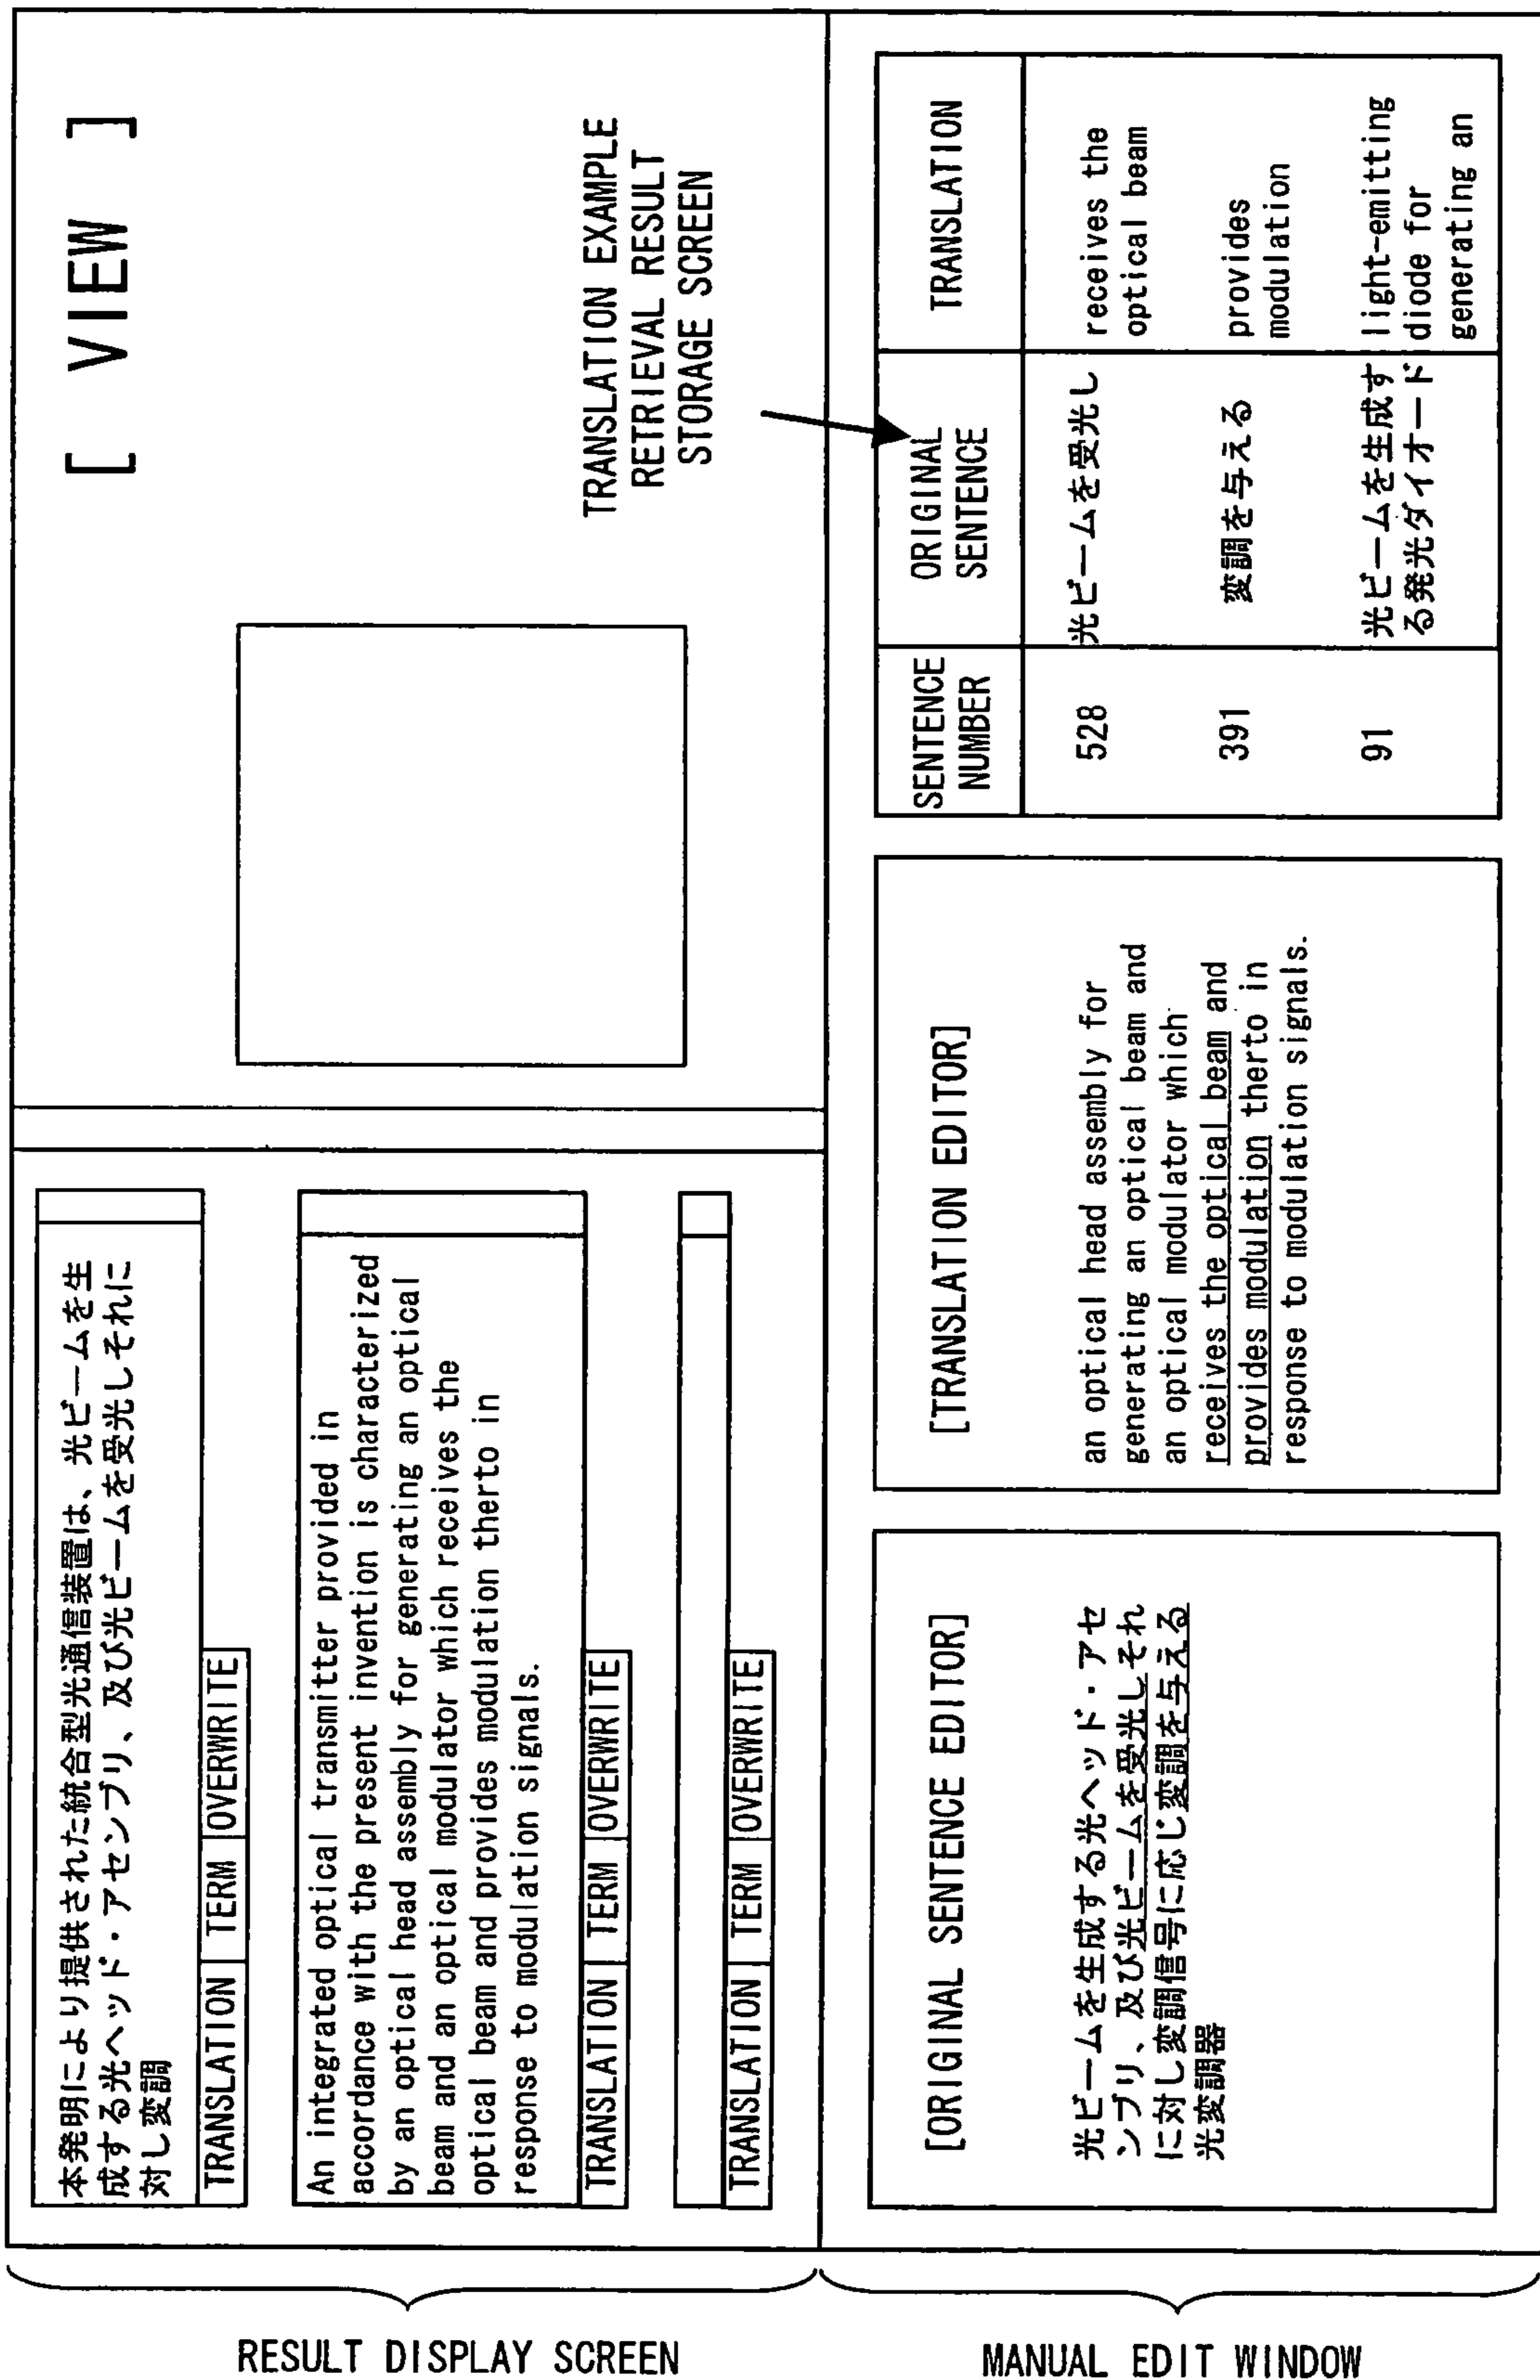 RESULT DISPLAY SCREEN
本発明により提供された統合型光通信装置は、光ビームを生
成する光ヘッド・アセンブリ、及び光ビームを受光しそれに
対し変調
TRANSLATION TERM OVERWRITE
An integrated optical transmitter provided in
accordance with the present invention is characterized
by an optical head assembly for generating an optical
beam and an optical modulator which receives the
optical beam and provides modulation therto in
response to modulation signals.
TRANSLATION TERM OVERWRITE
TRANSLATION TERM OVERWRITE
[ VIEW ]
TRANSLATION EXAMPLE
RETRIEVAL RESULT
STORAGE SCREEN
MANUAL EDIT WINDOW
[ORIGINAL SENTENCE EDITOR]
光ビームを生成する光ヘッド・アセ
ンブリ、及び光ビームを受光しそれ
に対し変調信号に応じ変調を与える
光変調器
[TRANSLATION EDITOR]
an optical head assembly for
generating an optical beam and
an optical modulator which
receives the optical beam and
provides modulation therto in
response to modulation signals.
SENTENCE
NUMBER
ORIGINAL
SENTENCE
TRANSLATION
528
光ビームを受光し
receives the
optical beam
391
変調を与える
provides
modulation
91
光ビームを生成す
る発光ダイオード
light-emitting
diode for
generating an